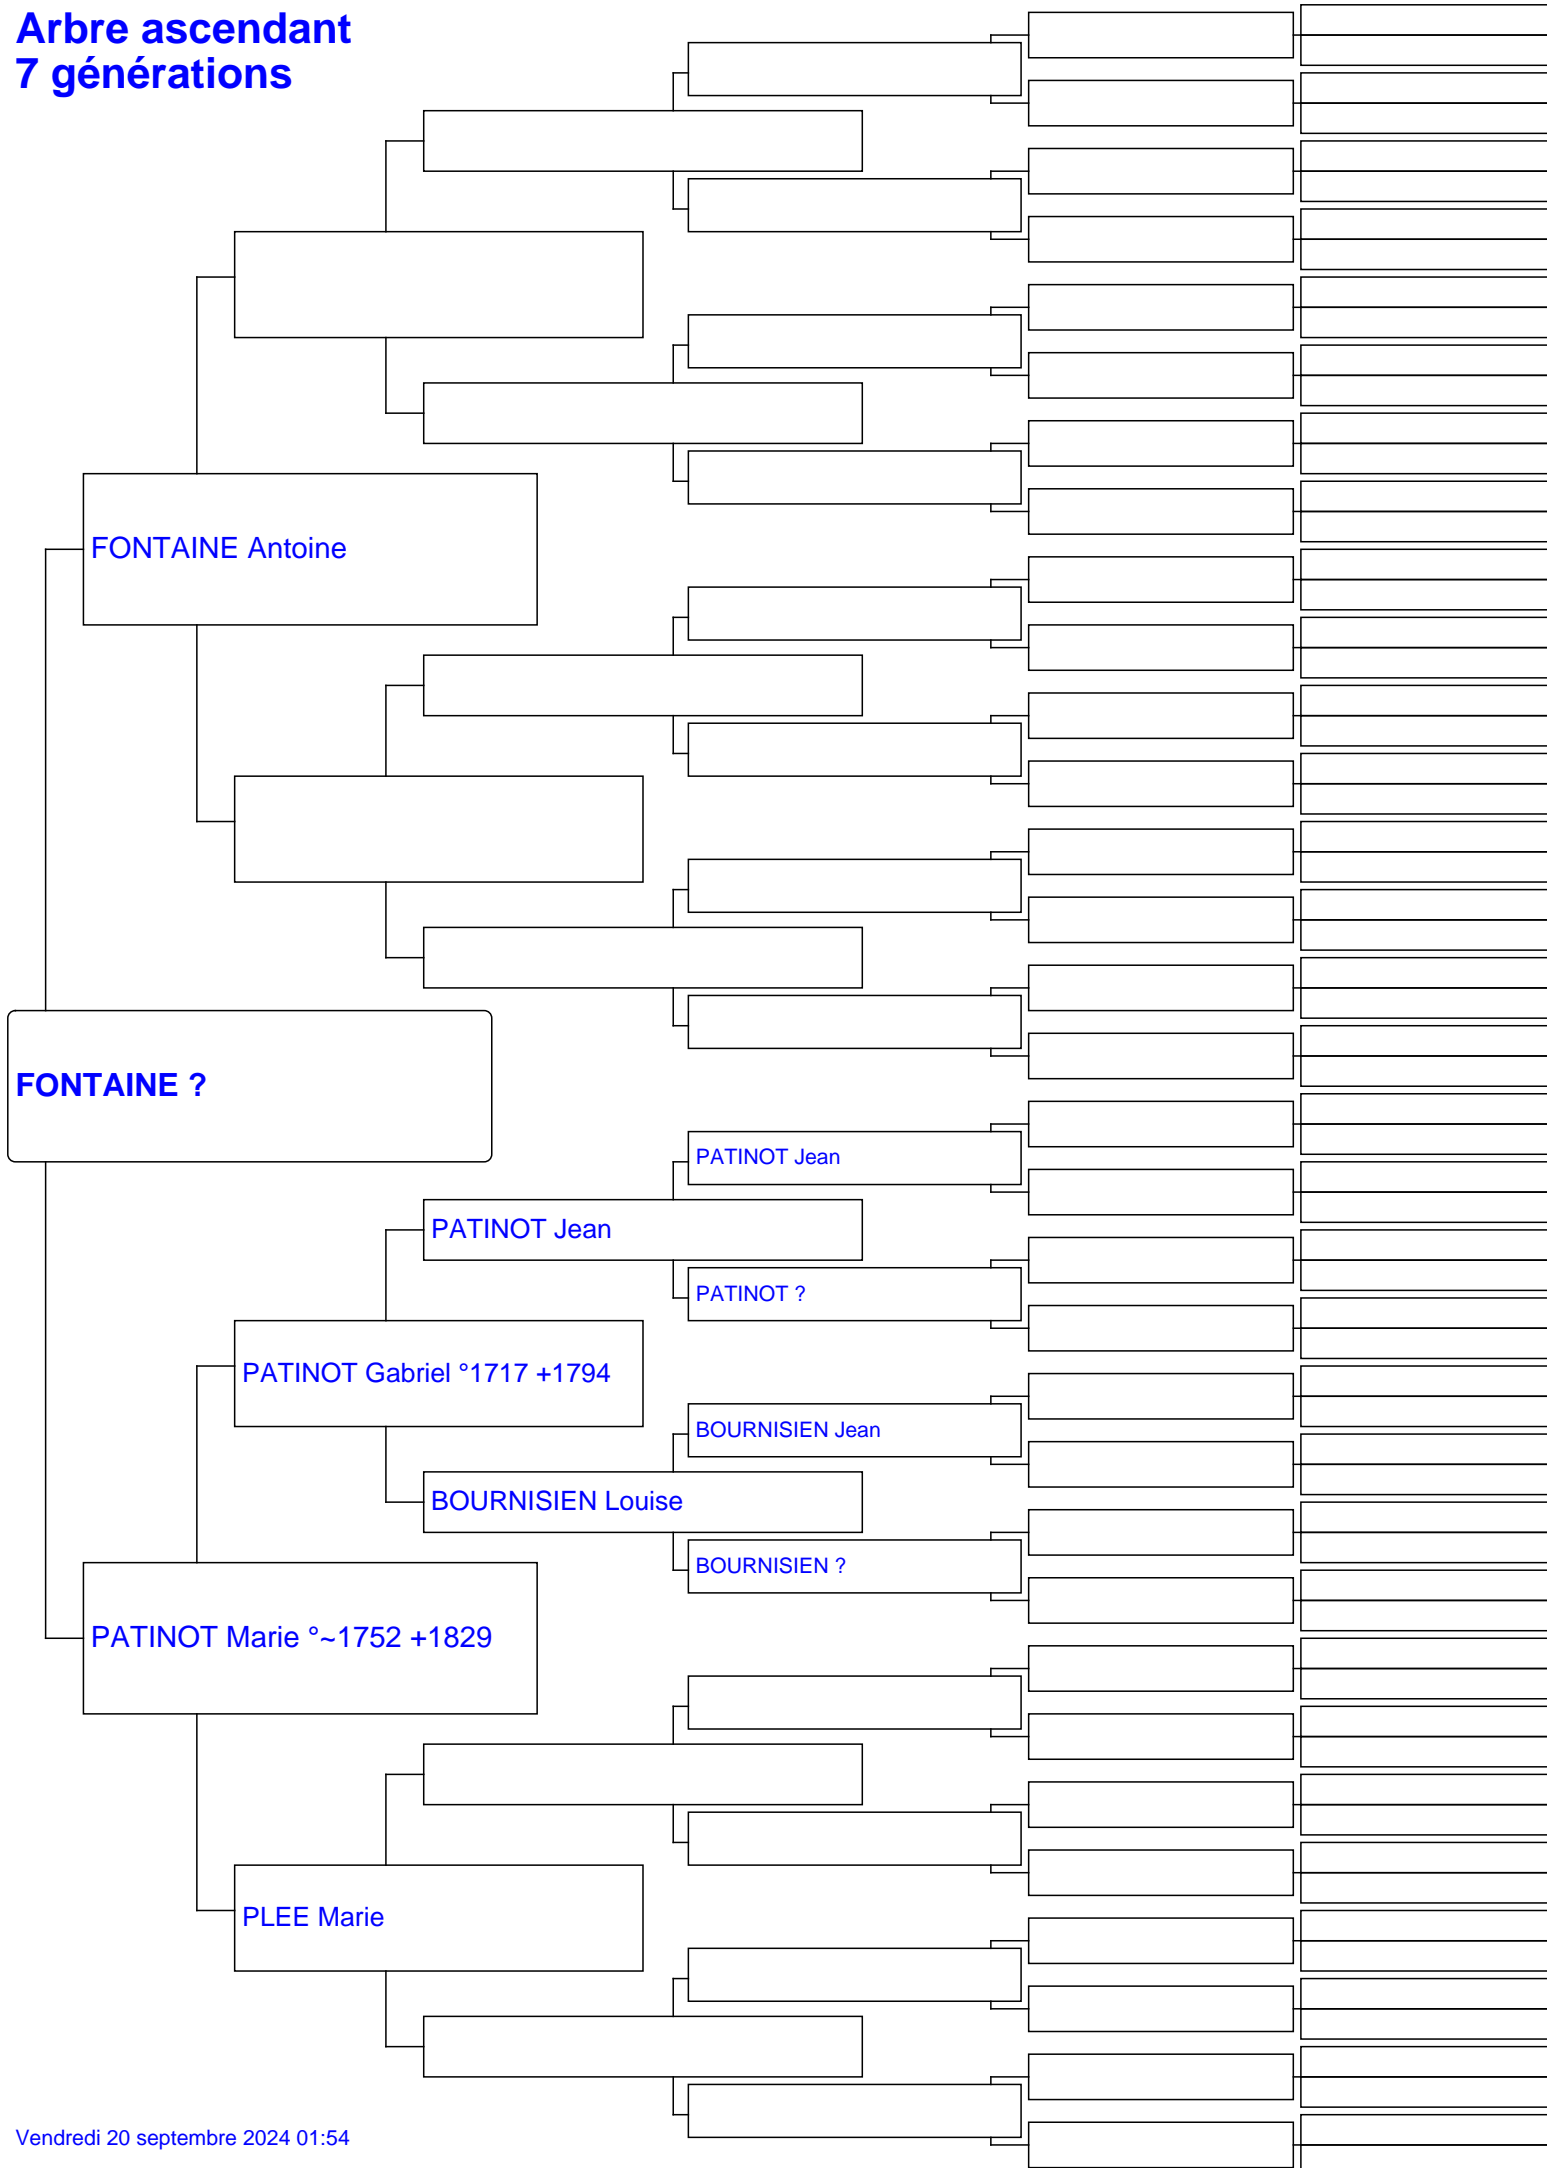 Arbre ascendant
7 générations
FONTAINE Antoine
FONTAINE ?
PATINOT Jean
PATINOT Jean
PATINOT ?
PATINOT Gabriel °1717 +1794
BOURNISIEN Jean
BOURNISIEN Louise
BOURNISIEN ?
PATINOT Marie °~1752 +1829
PLEE Marie
Vendredi 20 septembre 2024 01:54